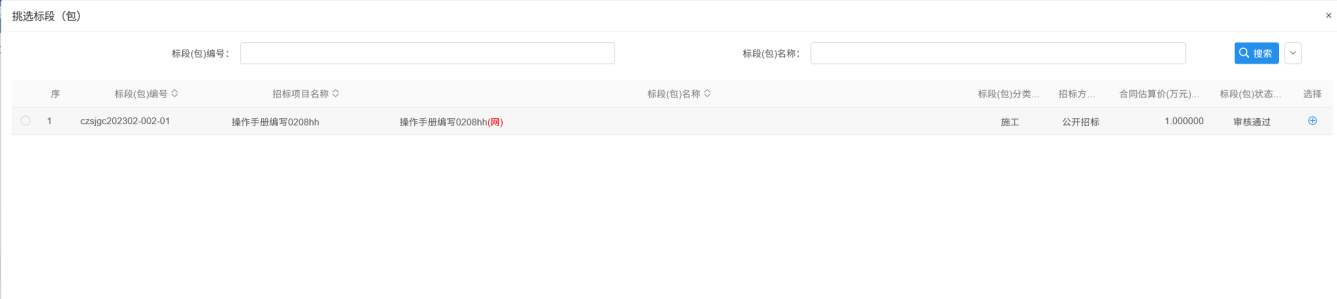 挑选标段（包） ×
标段(包)编号： 标段(包)名称： 搜索
序 标段(包)编号 招标项目名称 标段(包)名称 标段(包)分类... 招标方... 合同估算价(万元)... 标段(包)状态... 选择
1 czsjgc202302-002-01 操作手册编写0208hh 操作手册编写0208hh(网) 施工 公开招标 1.000000 审核通过